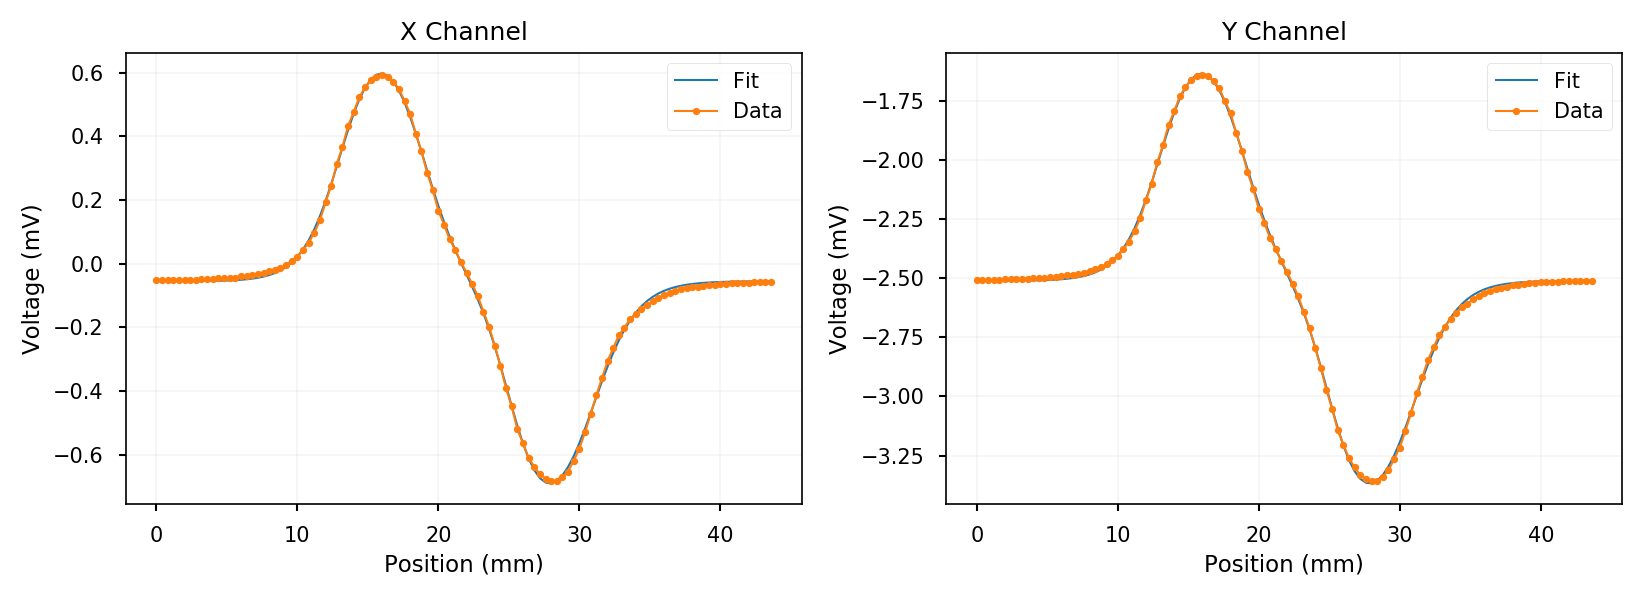 X Channel
Fit
Data
0.6
0.4
0.2
0.0
−0.2
−0.4
−0.6
Voltage (mV)
0 10 20 30 40
Position (mm)
Y Channel
Fit
Data
−1.75
−2.00
−2.25
−2.50
−2.75
−3.00
−3.25
Voltage (mV)
0 10 20 30 40
Position (mm)